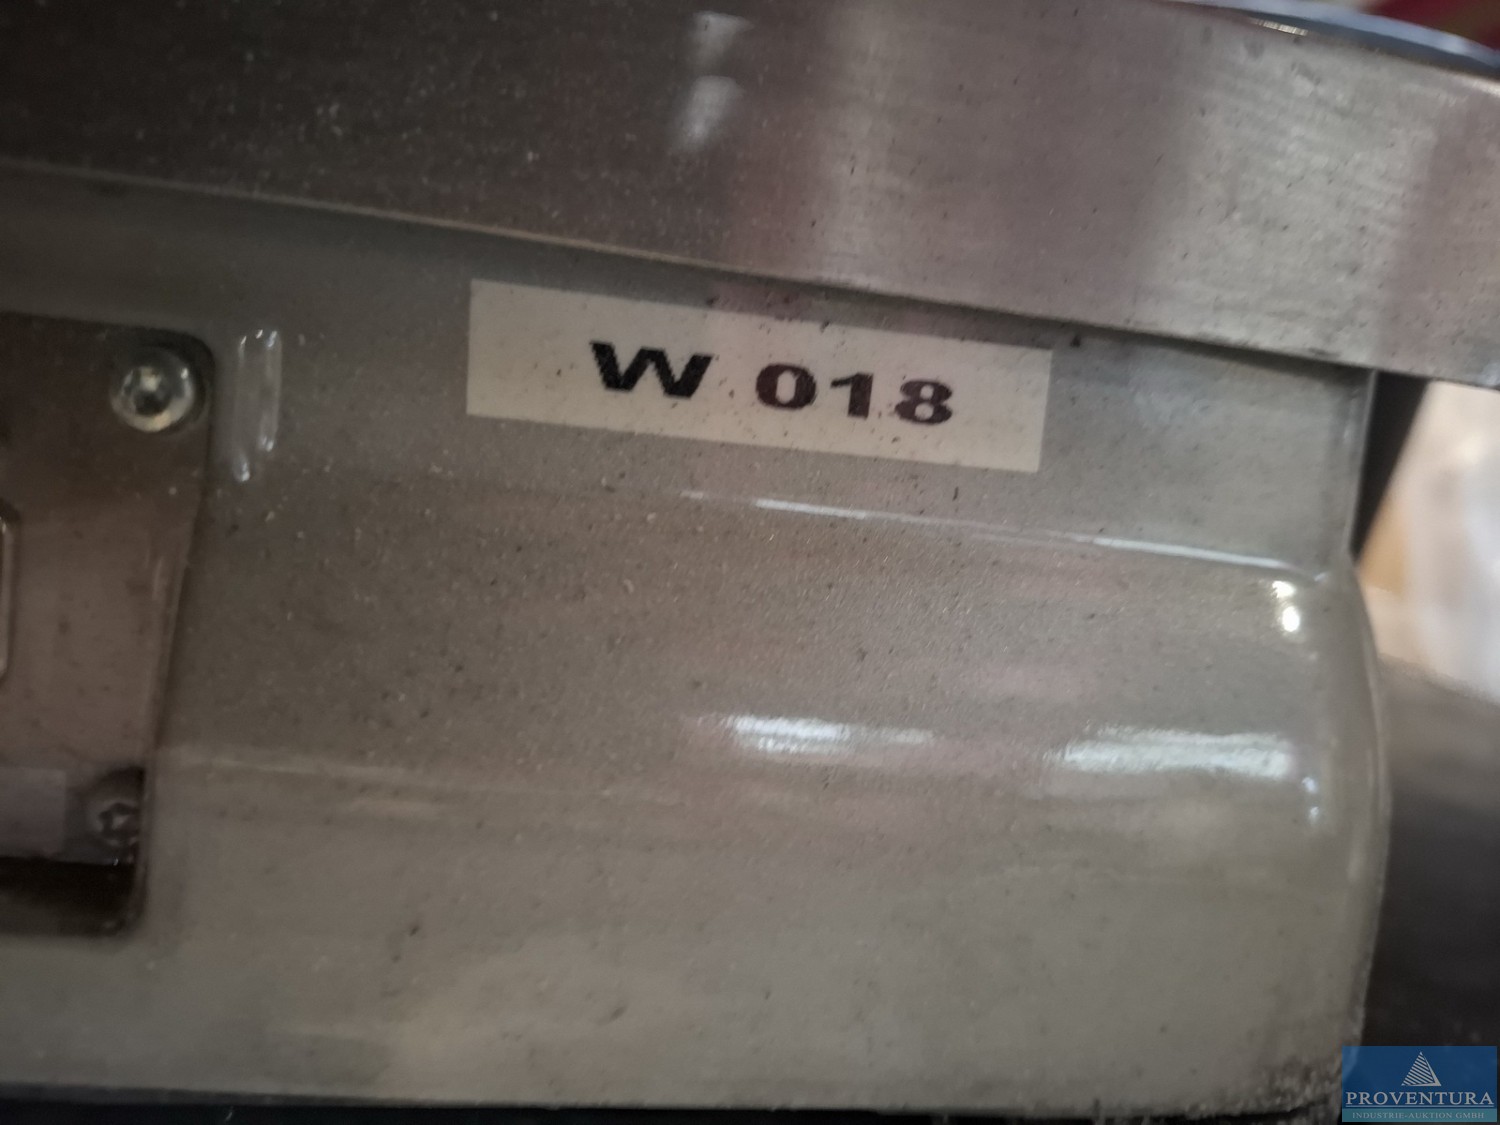 W 018
PROVENTURA
INDUSTRIE-AUKTION GMBH